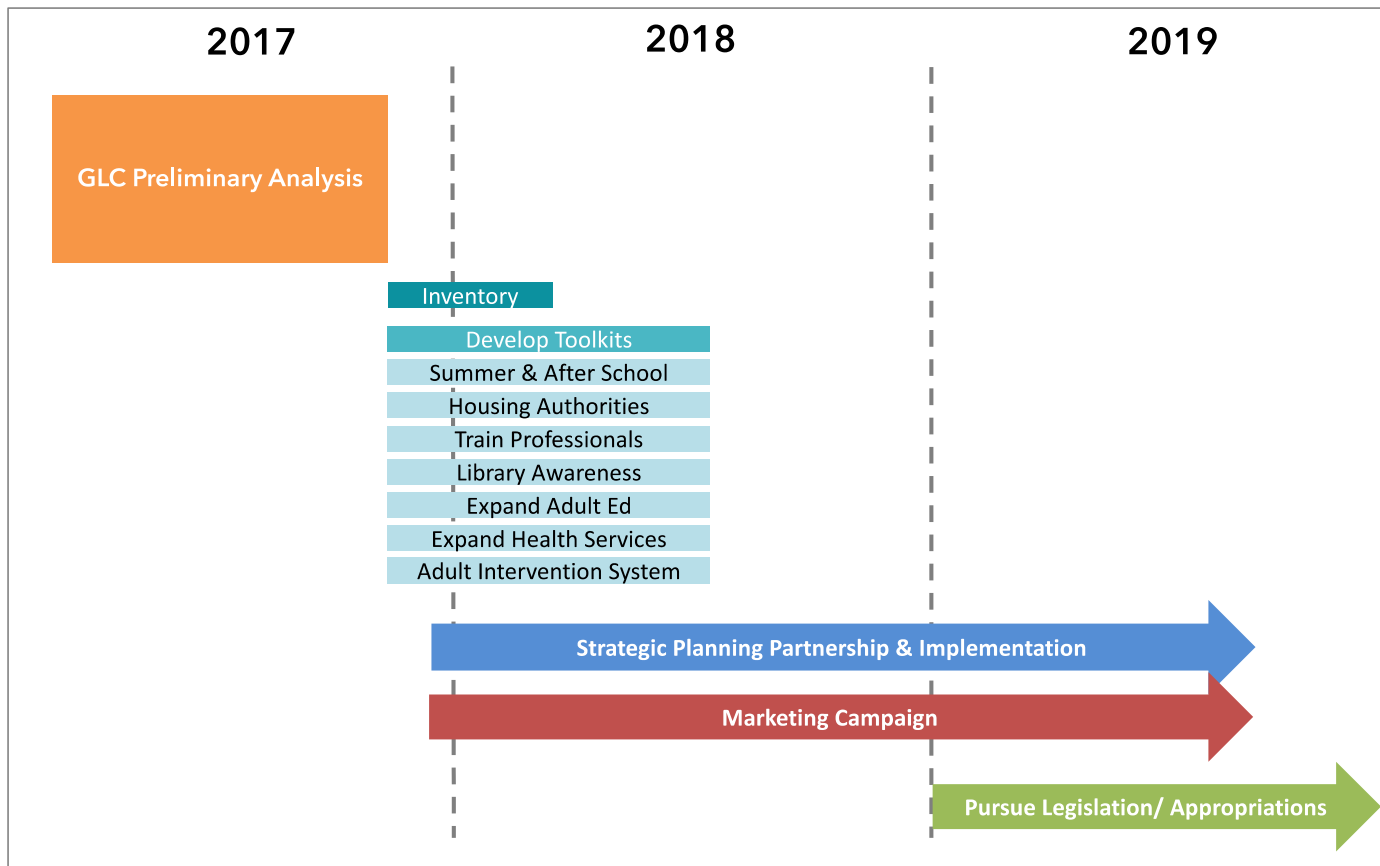 2017
2018
2019
GLC Preliminary Analysis
Inventory
Develop Toolkits
Summer & After School
Housing Authorities
Train Professionals
Library Awareness
Expand Adult Ed
Expand Health Services
Adult Intervention System
Strategic Planning Partnership & Implementation
Marketing Campaign
Pursue Legislation/ Appropriations